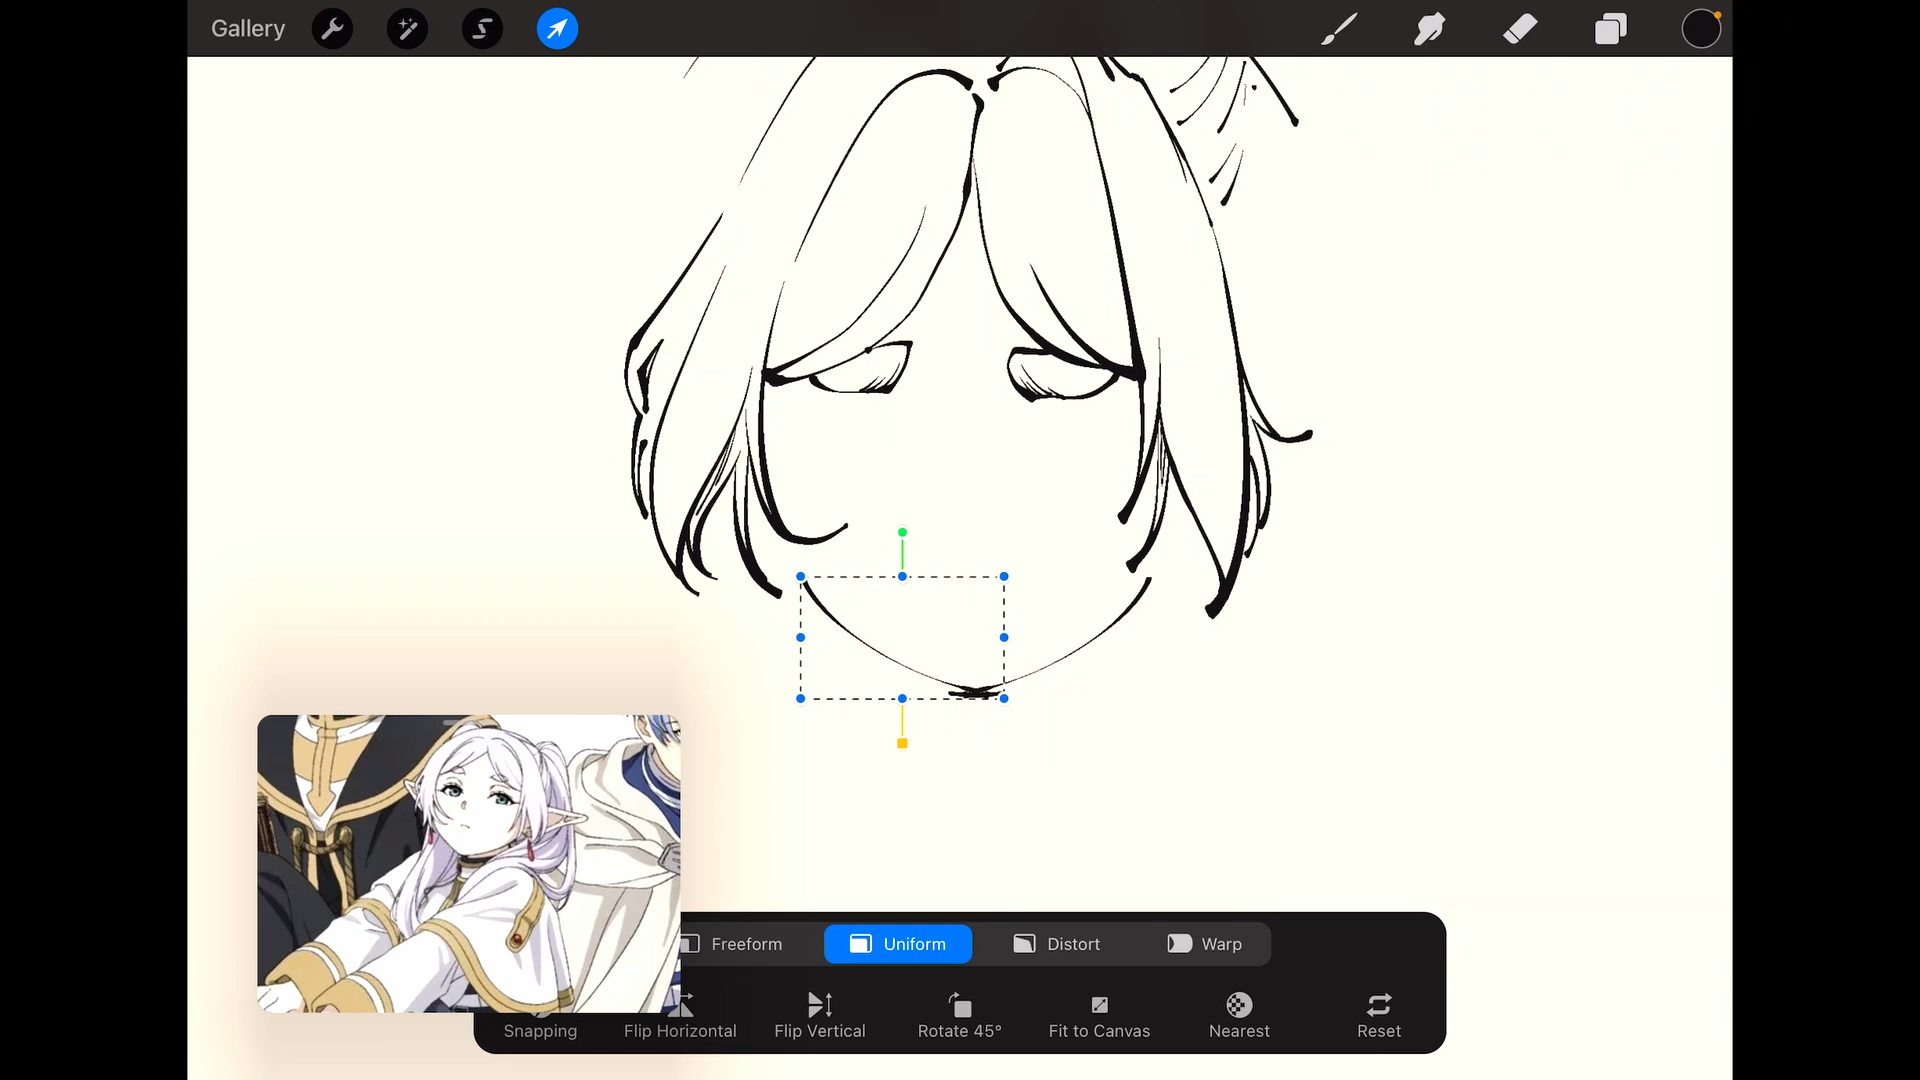 Gallery
Freeform
Uniform
Distort
Warp
Snapping
Flip Horizontal
Flip Vertical
Rotate 45°
Fit to Canvas
Nearest
Reset